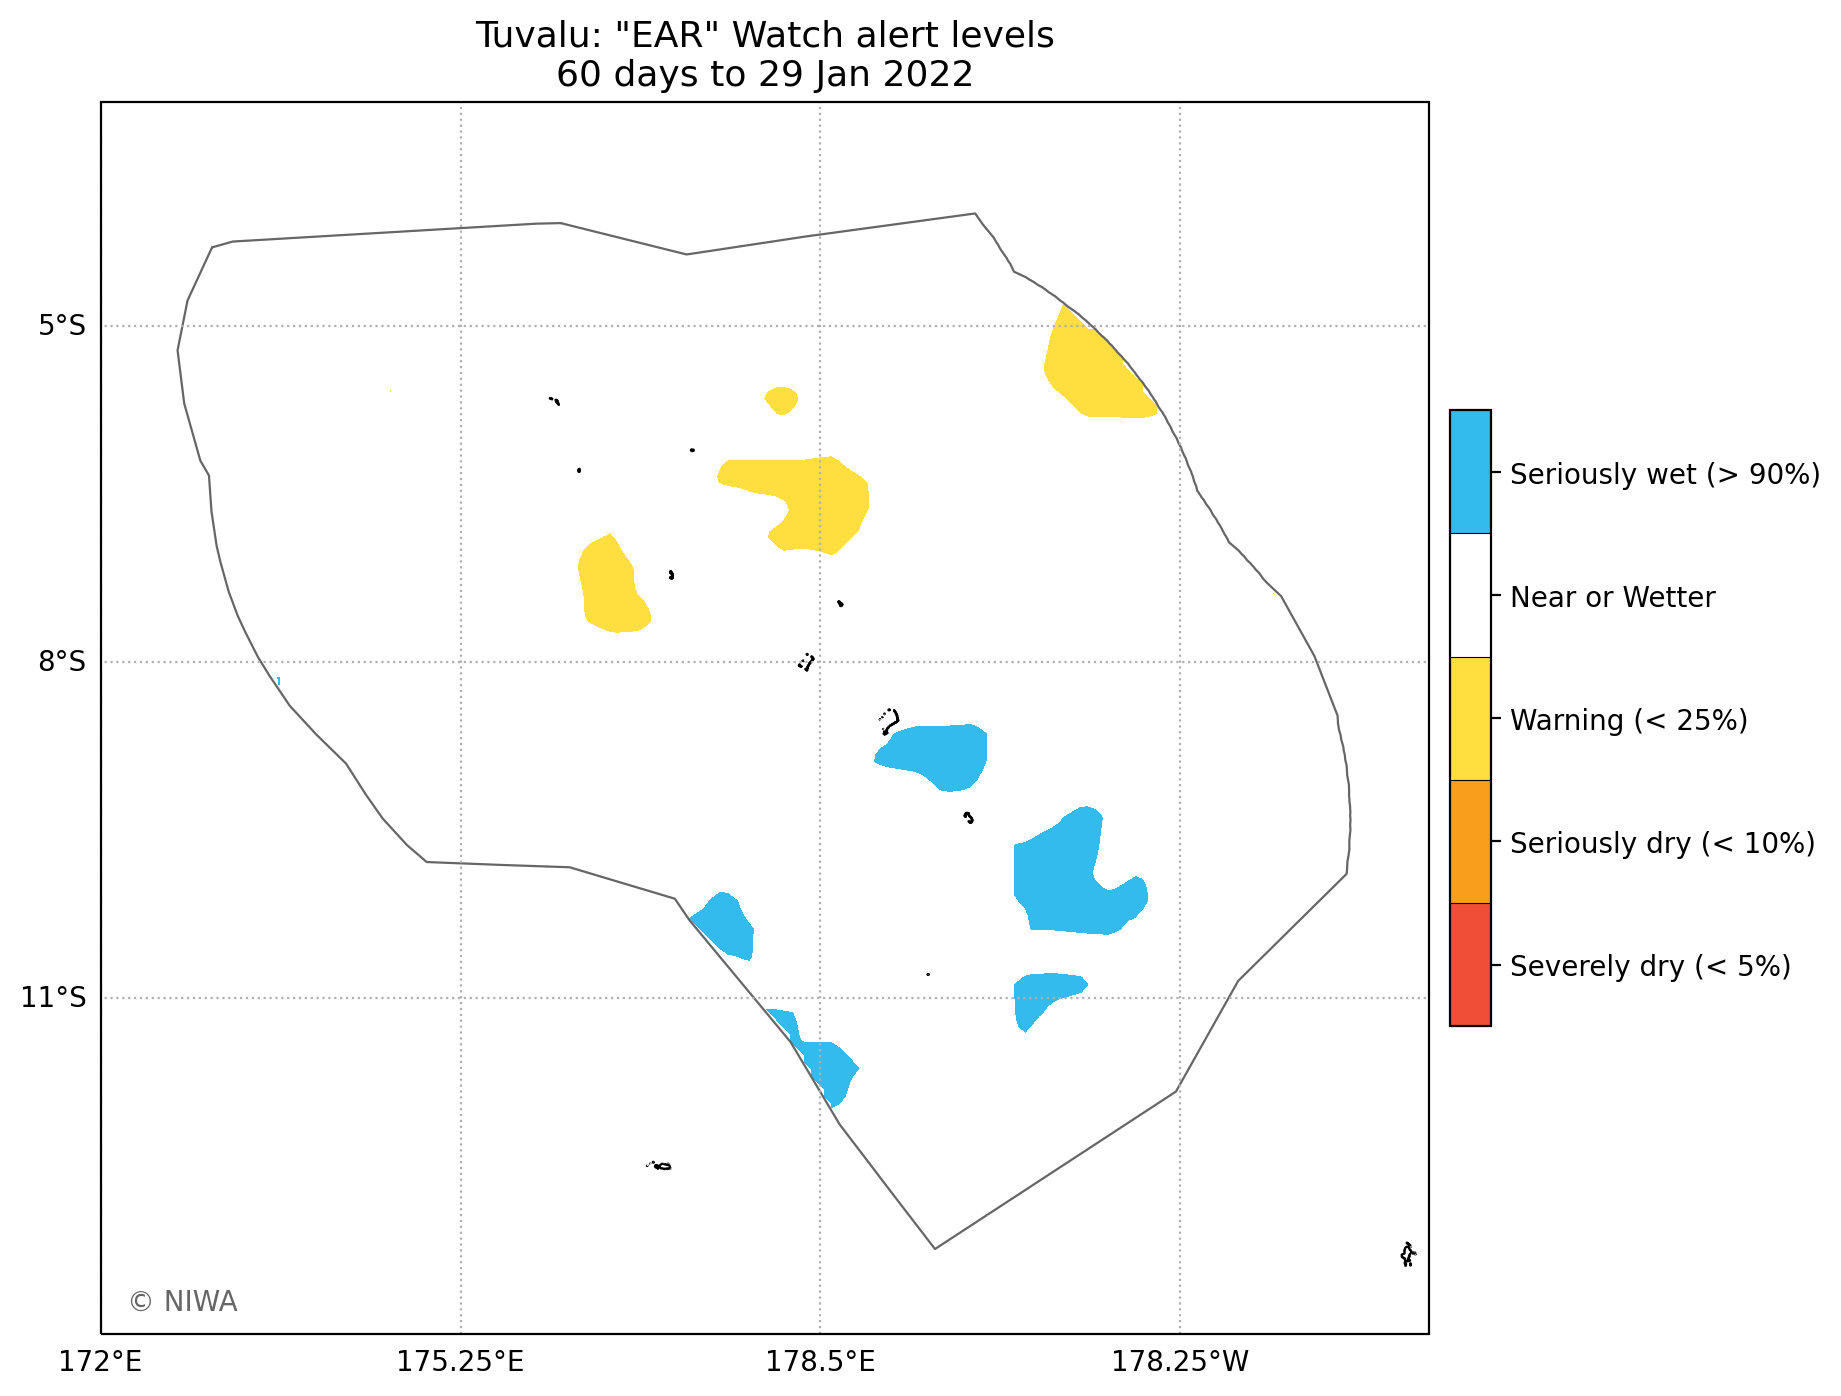 Tuvalu: "EAR" Watch alert levels
60 days to 29 Jan 2022
5°S
8°S
11°S
172°E
175.25°E
178.5°E
178.25°W
Seriously wet (> 90%)
Near or Wetter
Warning (< 25%)
Seriously dry (< 10%)
Severely dry (< 5%)
© NIWA